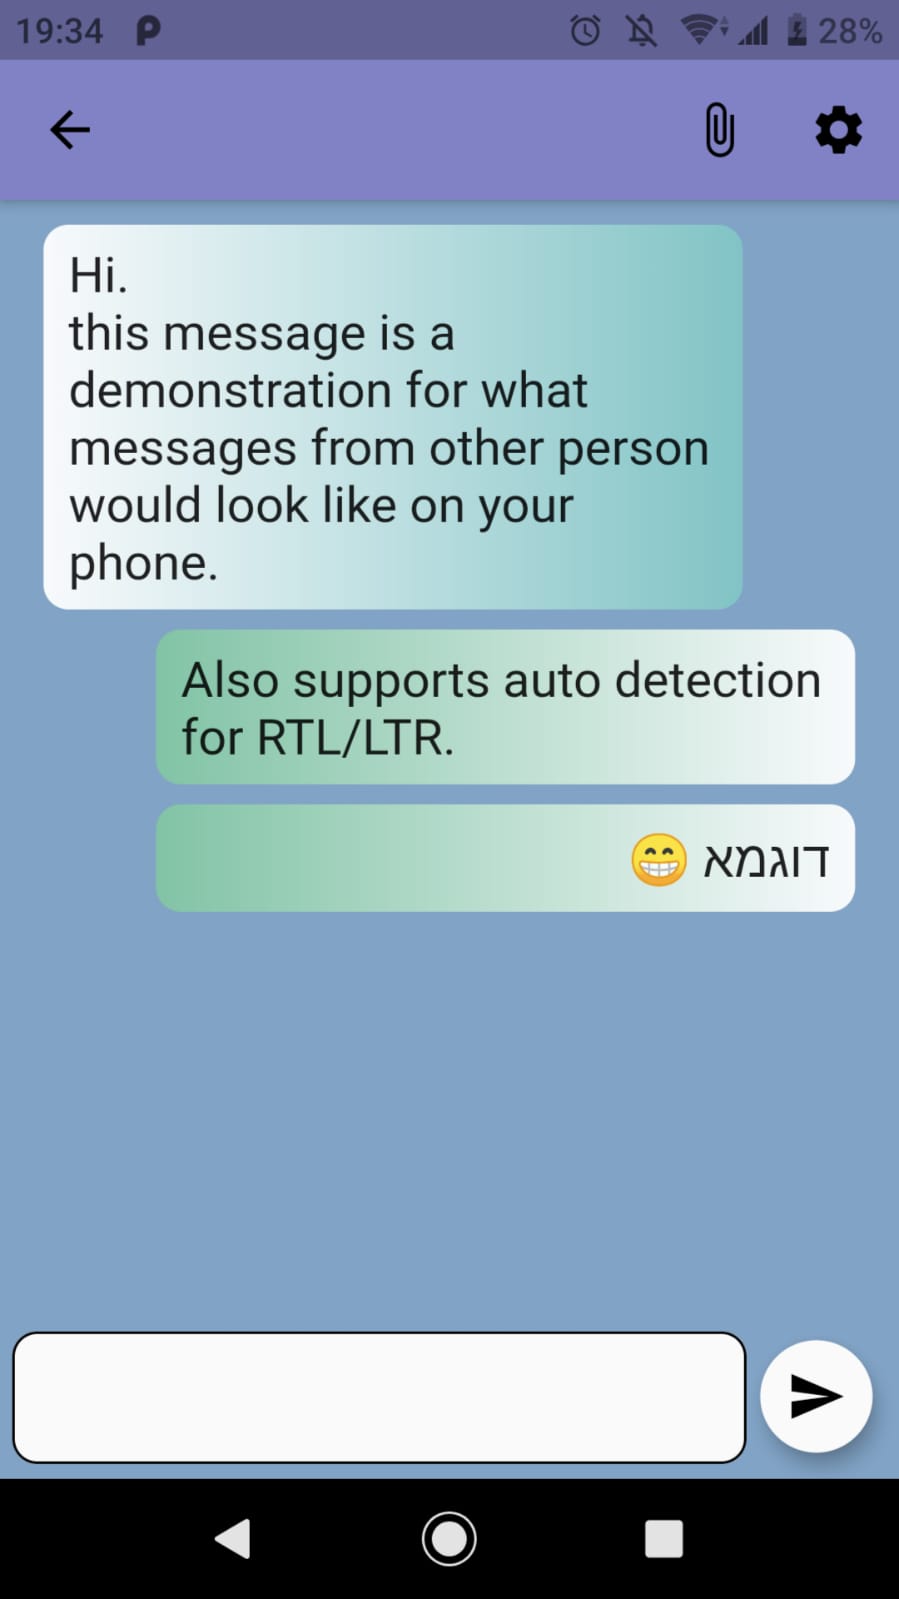 19:34
28%
Hi.
this message is a
demonstration for what
messages from other person
would look like on your
phone.
Also supports auto detection
for RTL/LTR.
דוגמא 😁